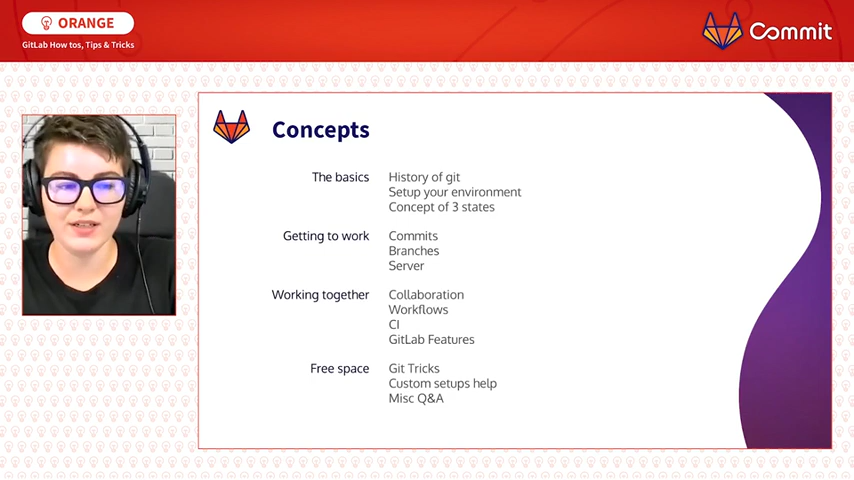 ORANGE
GitLab How tos, Tips & Tricks
Commit
Concepts
The basics
History of git
Setup your environment
Concept of 3 states
Getting to work
Commits
Branches
Server
Working together
Collaboration
Workflows
CI
GitLab Features
Free space
Git Tricks
Custom setups help
Misc Q&A